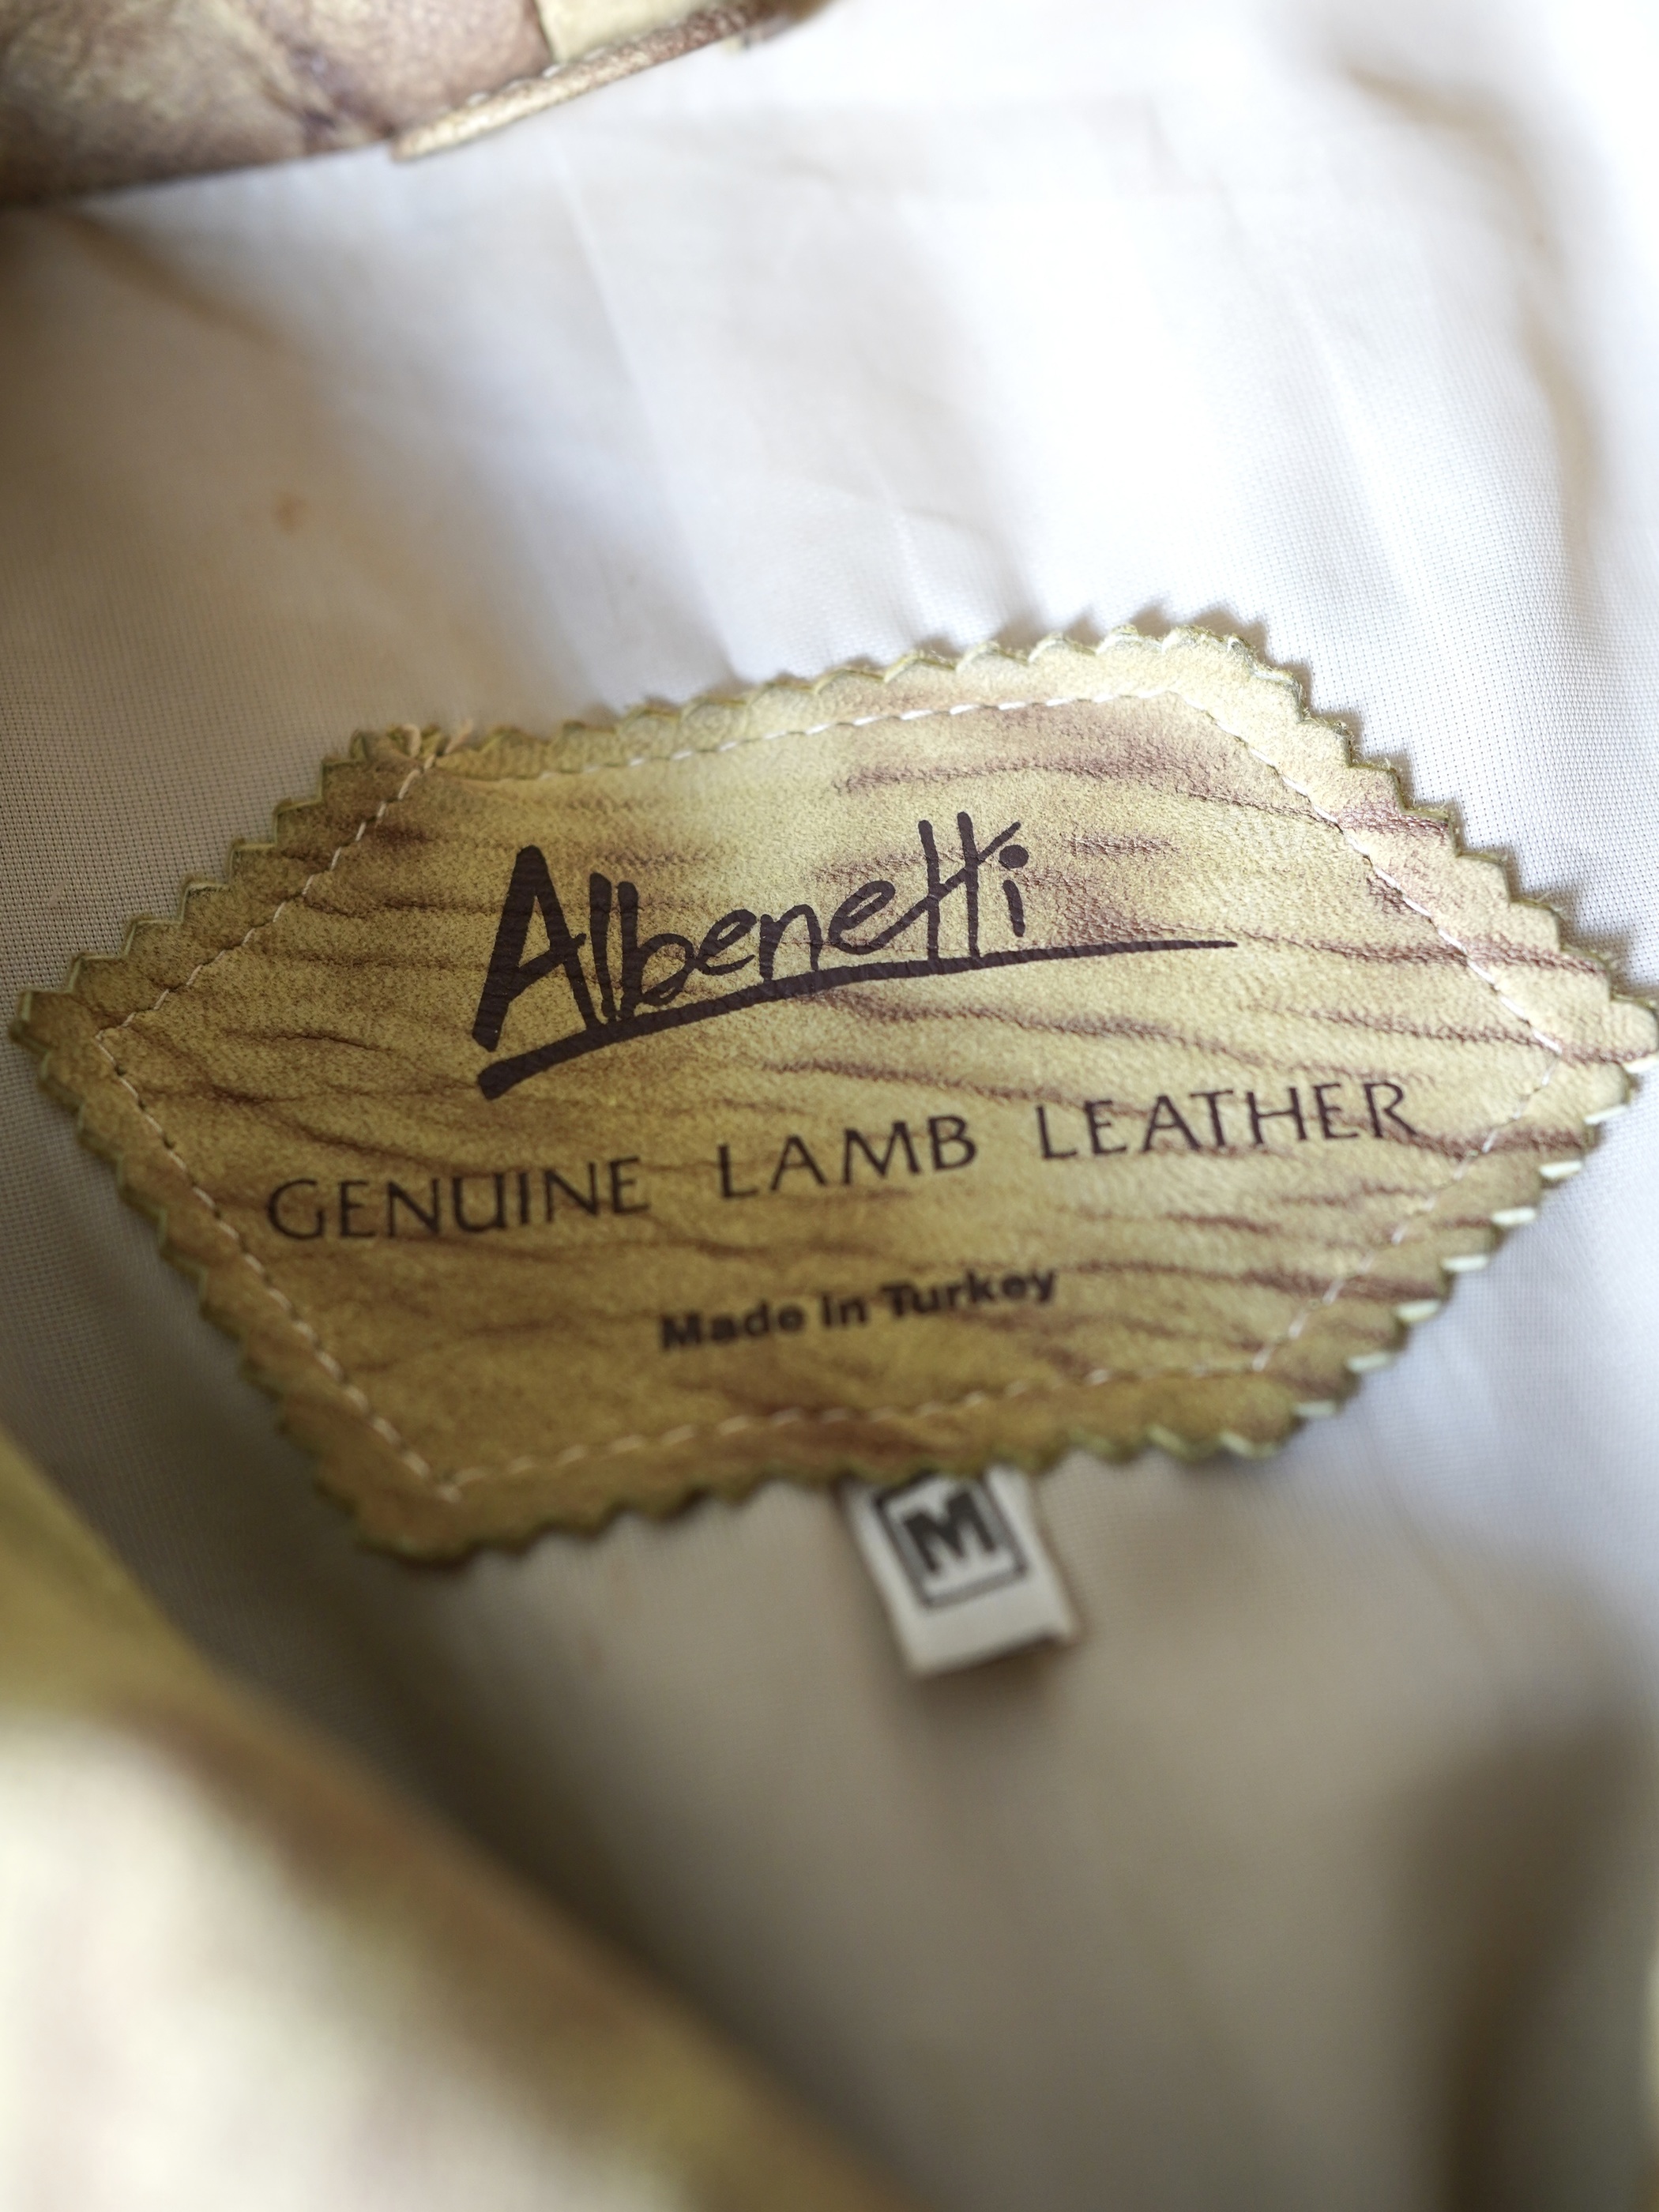 Albenetti
GENUINE LAMB LEATHER
Made in Turkey
M